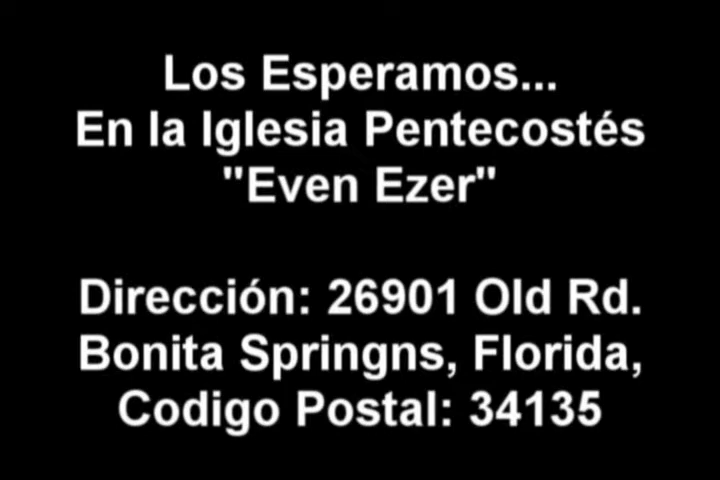 Los Esperamos...
En la Iglesia Pentecostés
"Even Ezer"
Dirección: 26901 Old Rd.
Bonita Springns, Florida,
Codigo Postal: 34135